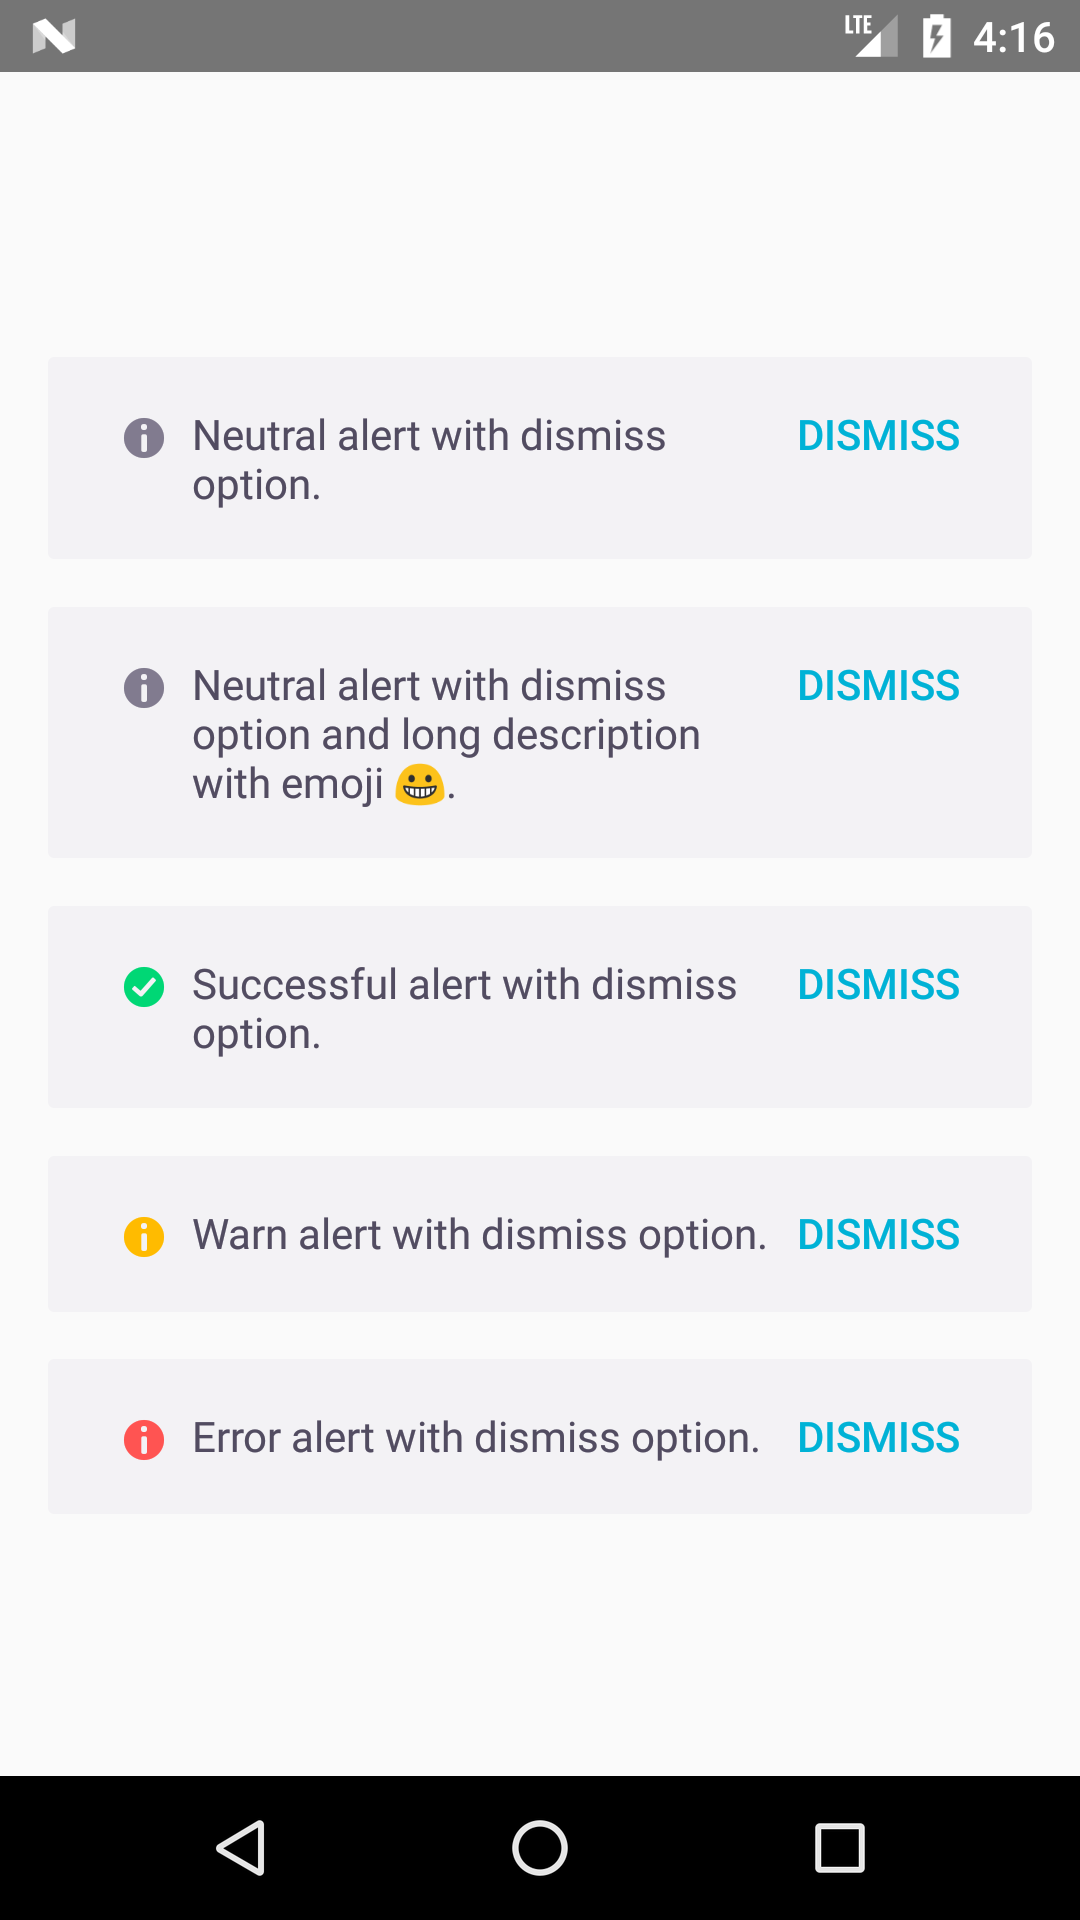 LTE 4:16
Neutral alert with dismiss DISMISS
option.
Neutral alert with dismiss DISMISS
option and long description
with emoji 😀.
Successful alert with dismiss DISMISS
option.
Warn alert with dismiss option. DISMISS
Error alert with dismiss option. DISMISS